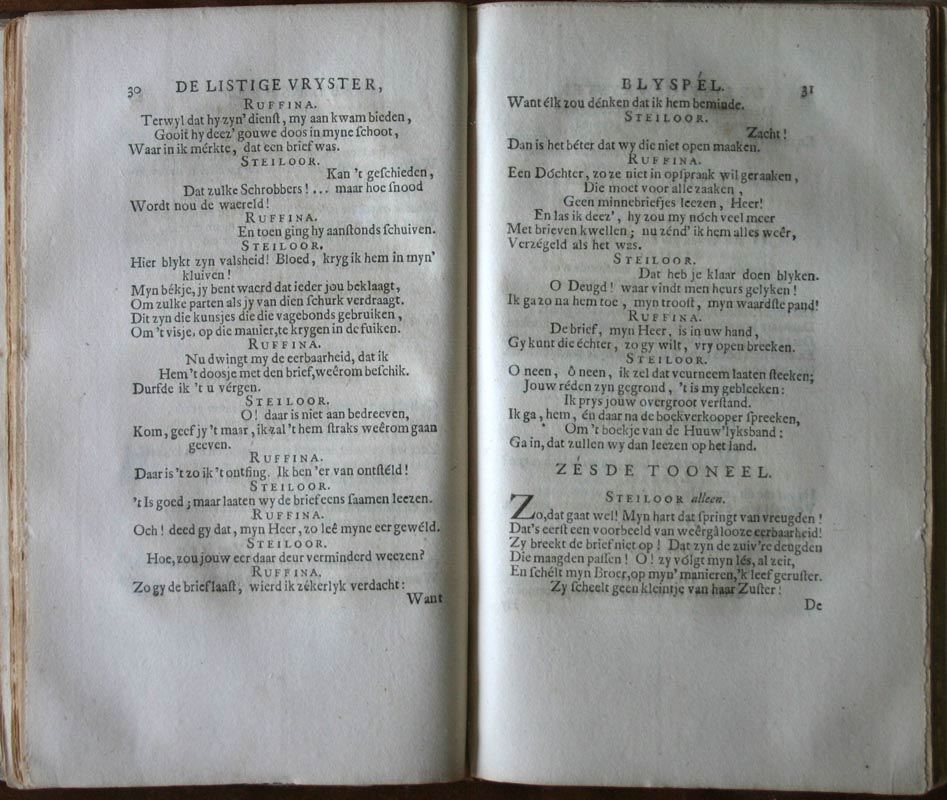 30 DE LISTIGE VRYSTER,
RUFFINA.
Terwyl dat hy zyn' dienſt, my aan kwam bieden,
Gooit hy deez' gouwe doos in myne ſchoot,
Waar in ik mérkte, dat een brief was.
STEILOOR.
Kan 't geſchieden,
Dat zulke Schrobbers! ... maar hoe ſnood
Wordt nou de waereld!
RUFFINA.
En toen ging hy aanſtonds ſchuiven.
STEILOOR.
Hier blykt zyn valsheid! Bloed, kryg ik hem in myn'
kluiven!
Myn békje, jy bent waerd dat ieder jou beklaagt,
Om zulke parten als jy van dien ſchurk verdraagt.
Dit zyn die kunsjes die die vagebonds gebruiken,
Om 't visje, op die manier, te krygen in de fuiken.
RUFFINA.
Nu dwingt my de eerbaarheid, dat ik
Hem 't doosje met den brief, weêrom beſchik.
Durfde ik 't u vérgen.
STEILOOR.
O! daar is niet aan bedreeven,
Kom, geef jy 't maar, ik zal 't hem ſtraks weêrom gaan
geeven.
RUFFINA.
Daar is 't zo ik 't ontfing. Ik ben 'er van ontſtéld!
STEILOOR.
't Is goed; maar laaten wy de brief eens ſaamen leezen.
RUFFINA.
Och! deed gy dat, myn Heer, zo leê myne eer gewéld.
STEILOOR.
Hoe, zou jouw eer daar deur verminderd weezen?
RUFFINA.
Zo gy de brief laaſt, wierd ik zékerlyk verdacht:
Want
BLYSPÉL. 31
Want élk zou dénken dat ik hem beminde.
STEILOOR.
Zacht!
Dan is het béter dat wy die niet open maaken.
RUFFINA.
Een Dóchter, zo ze niet in opſpraak wil geraaken,
Die moet voor alle zaaken,
Geen minnebriefjes leezen, Heer!
En las ik deez', hy zou my nóch veel meer
Met brieven kwellen; nu zénd' ik hem alles weêr,
Verzégeld als het was.
STEILOOR.
Dat heb je klaar doen blyken.
O Deugd! waar vindt men heurs gelyken!
Ik ga zo na hem toe, myn trooſt, myn waardſte pand!
RUFFINA.
De brief, myn Heer, is in uw hand,
Gy kunt die échter, zo gy wilt, vry open breeken.
STEILOOR.
O neen, ô neen, ik zel dat veurneem laaten ſteeken;
Jouw réden zyn gegrond, 't is my gebleeken:
Ik prys jouw overgroot verſtand.
Ik ga, hem, én daar na de boekverkooper ſpreeken,
Om 't boekje van de Huuw'lyksband:
Ga in, dat zullen wy dan leezen op het land.
ZÉSDE TOONEEL.
STEILOOR alleen.
Zo, dat gaat wel! Myn hart dat ſpringt van vreugden!
Dat's eerſt een voorbeeld van weêrgâlooze eerbaarheid!
Zy breekt de brief niet op! Dat zyn de zuiv're deugden
Die maagden paſſen! O! zy vólgt myn lés, al zeit,
En ſchélt myn Broer, op myn' manieren, 'k leef geruſter.
Zy ſcheelt geen kleintje van haar Zuſter!
De